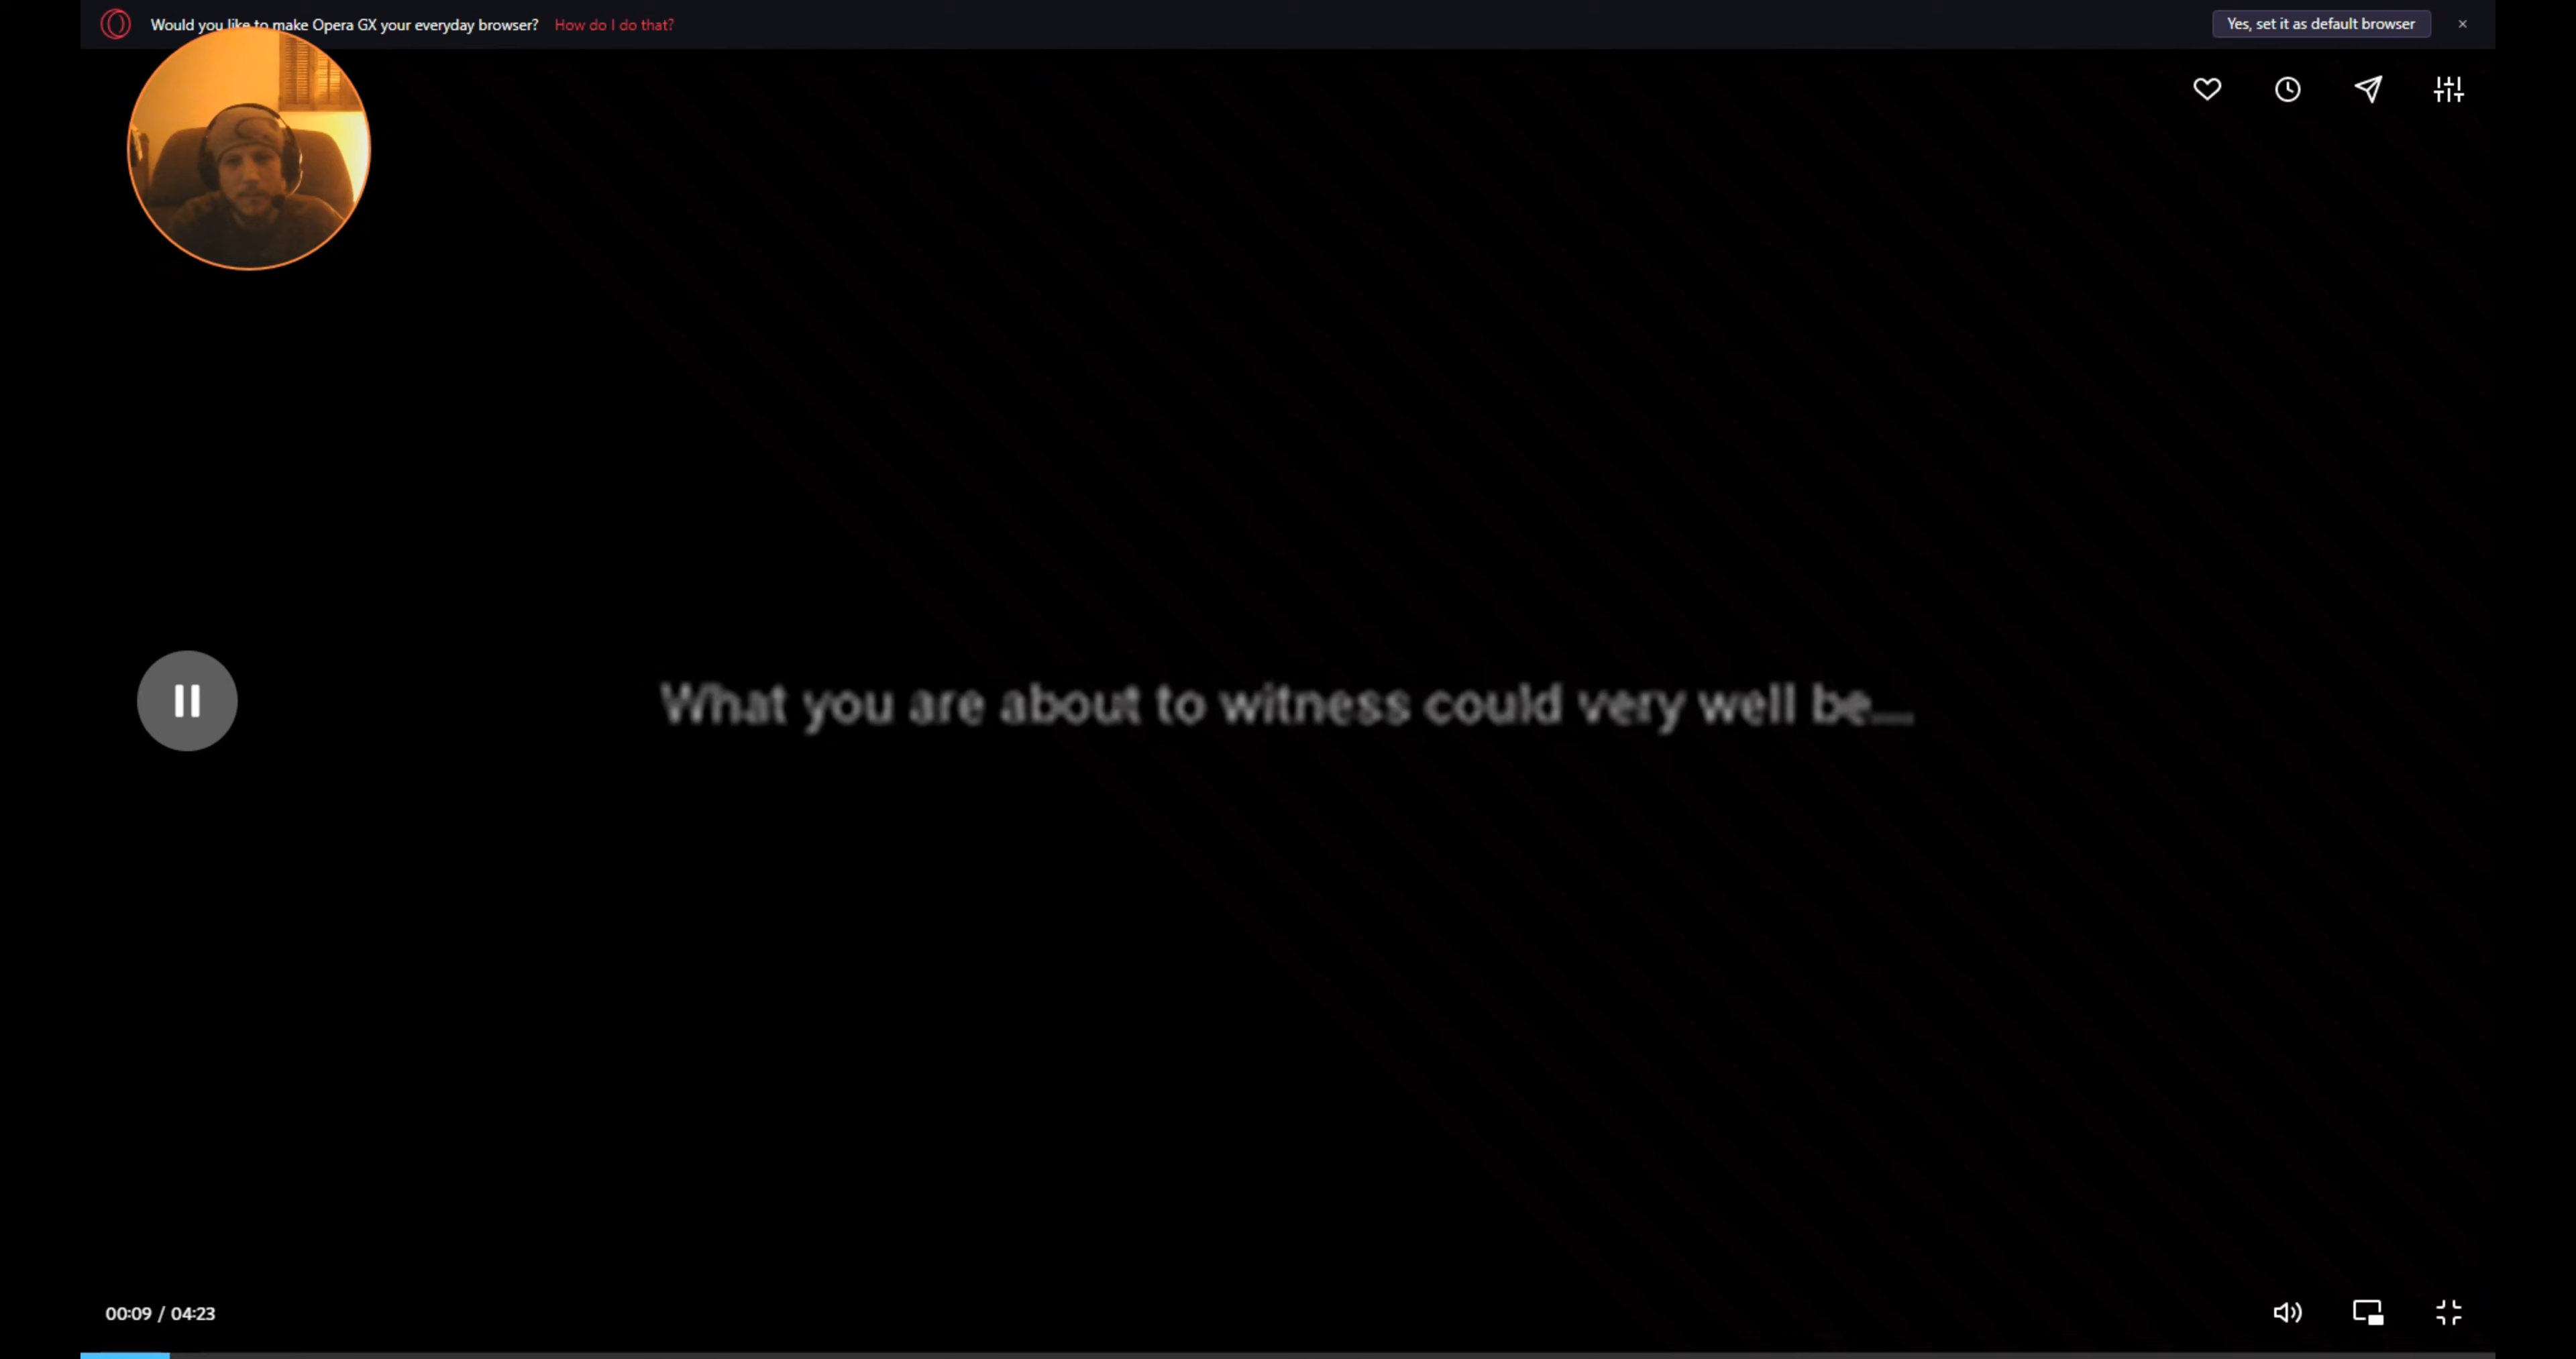 Would you like to make Opera GX your everyday browser? How do I do that? Yes, set it as default browser
What you are about to witness could very well be...
00:09 / 04:23